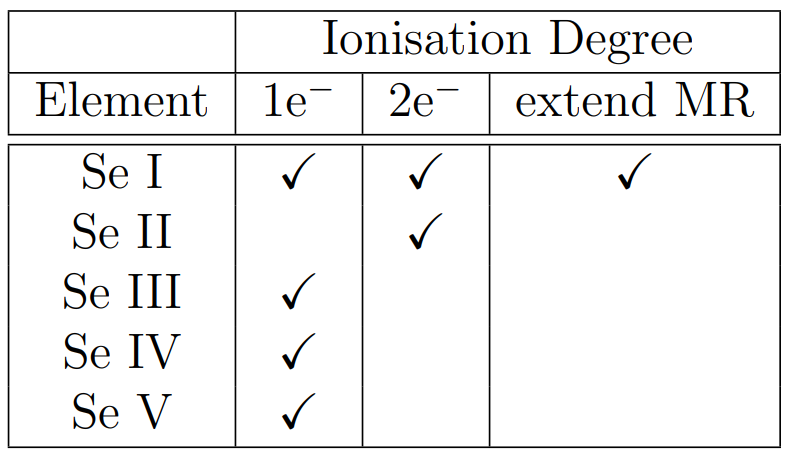 Ionisation Degree
Element 1e⁻ 2e⁻ extend MR
Se I ✓ ✓ ✓
Se II ✓
Se III ✓
Se IV ✓
Se V ✓